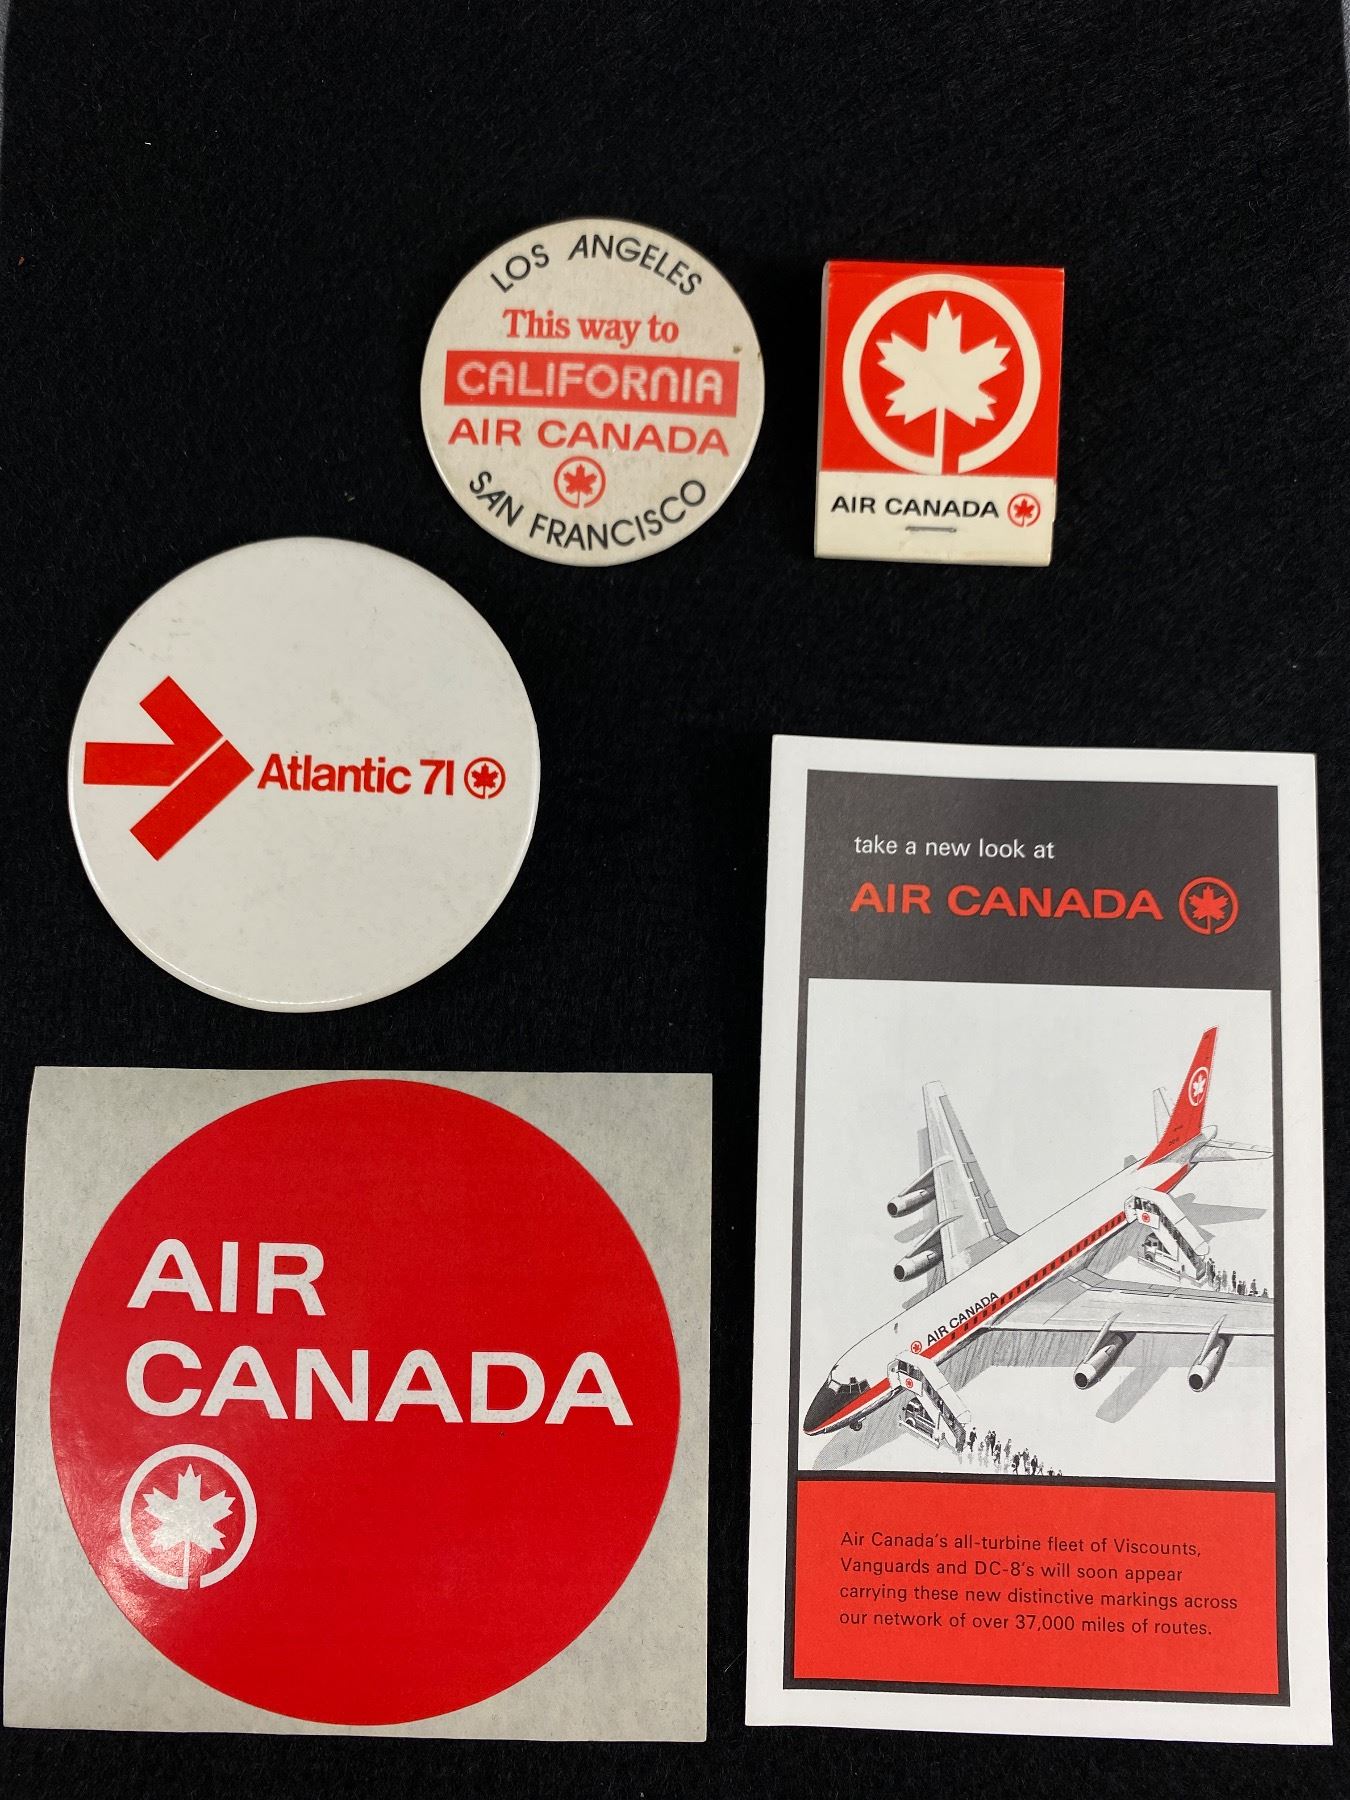 LOS ANGELES
This way to
CALIFORNIA
AIR CANADA
SAN FRANCISCO
AIR CANADA
Atlantic 71
take a new look at
AIR CANADA
AIR CANADA
Air Canada's all-turbine fleet of Viscounts,
Vanguards and DC-8's will soon appear
carrying these new distinctive markings across
our network of over 37,000 miles of routes.
AIR
CANADA